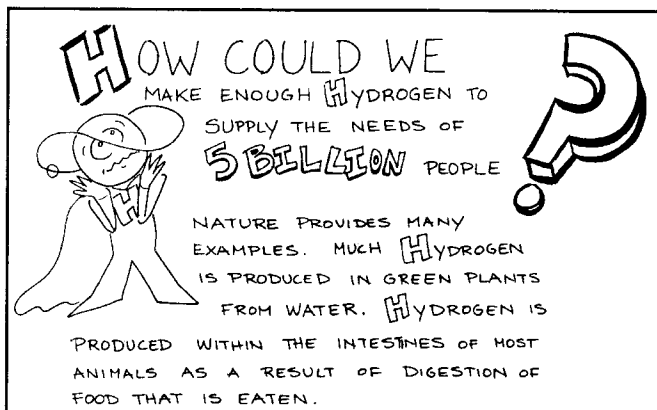 HOW COULD WE
MAKE ENOUGH HYDROGEN TO
SUPPLY THE NEEDS OF
5 BILLION PEOPLE ?
H
NATURE PROVIDES MANY
EXAMPLES. MUCH HYDROGEN
IS PRODUCED IN GREEN PLANTS
FROM WATER. HYDROGEN IS
PRODUCED WITHIN THE INTESTINES OF MOST
ANIMALS AS A RESULT OF DIGESTION OF
FOOD THAT IS EATEN.